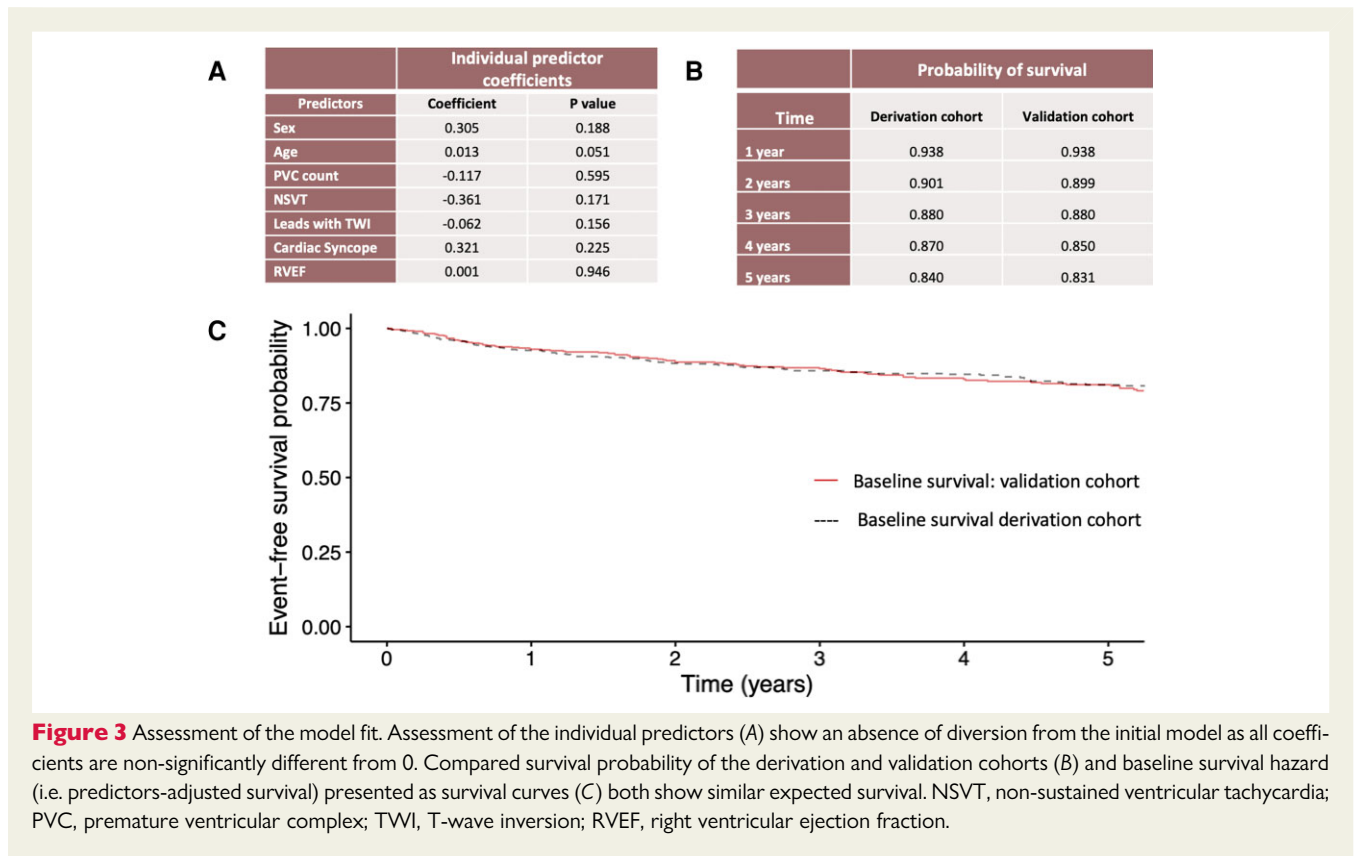 A
Individual predictor
coefficients
Predictors Coefficient P value
Sex 0.305 0.188
Age 0.013 0.051
PVC count -0.117 0.595
NSVT -0.361 0.171
Leads with TWI -0.062 0.156
Cardiac Syncope 0.321 0.225
RVEF 0.001 0.946
B
Probability of survival
Time Derivation cohort Validation cohort
1 year 0.938 0.938
2 years 0.901 0.899
3 years 0.880 0.880
4 years 0.870 0.850
5 years 0.840 0.831
C
Event-free survival probability
1.00
0.75
0.50
0.25
0.00
Baseline survival: validation cohort
Baseline survival derivation cohort
0 1 2 3 4 5
Time (years)
Figure 3 Assessment of the model fit. Assessment of the individual predictors (A) show an absence of diversion from the initial model as all coeffi-
cients are non-significantly different from 0. Compared survival probability of the derivation and validation cohorts (B) and baseline survival hazard
(i.e. predictors-adjusted survival) presented as survival curves (C) both show similar expected survival. NSVT, non-sustained ventricular tachycardia;
PVC, premature ventricular complex; TWI, T-wave inversion; RVEF, right ventricular ejection fraction.